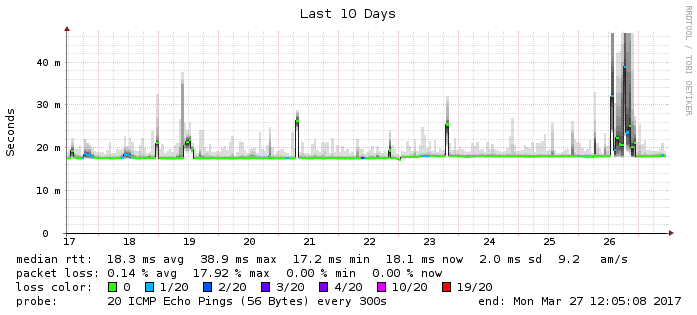 Last 10 Days
RRDTOOL / TOBI OETIKER
Seconds
40 m
30 m
20 m
10 m
0
17 18 19 20 21 22 23 24 25 26
median rtt: 18.3 ms avg 38.9 ms max 17.2 ms min 18.1 ms now 2.0 ms sd 9.2 am/s
packet loss: 0.14 % avg 17.92 % max 0.00 % min 0.00 % now
loss color: 0 1/20 2/20 3/20 4/20 10/20 19/20
probe: 20 ICMP Echo Pings (56 Bytes) every 300s end: Mon Mar 27 12:05:08 2017